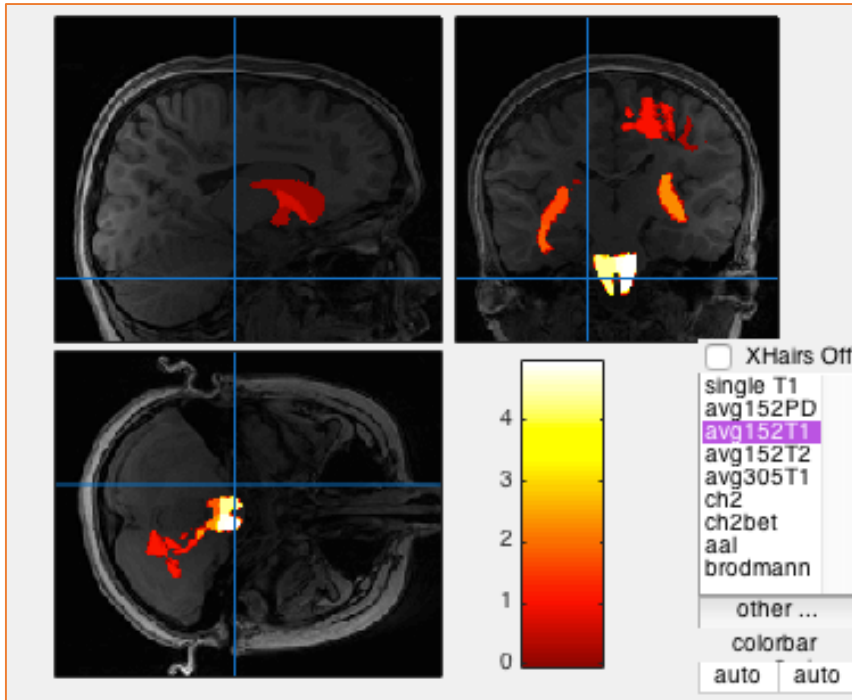 4
3
2
1
0
XHairs Off
single T1
avg152PD
avg152T1
avg152T2
avg305T1
ch2
ch2bet
aal
brodmann
other ...
colorbar
auto
auto